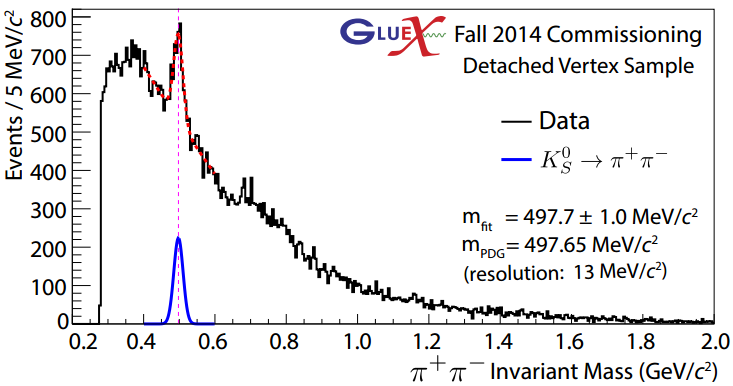 GLUEX Fall 2014 Commissioning
Detached Vertex Sample
Data
K_S^0 → π⁺π⁻
m_fit = 497.7 ± 1.0 MeV/c²
m_PDG = 497.65 MeV/c²
(resolution: 13 MeV/c²)
Events / 5 MeV/c²
800
700
600
500
400
300
200
100
0
0.2 0.4 0.6 0.8 1.0 1.2 1.4 1.6 1.8 2.0
π⁺π⁻ Invariant Mass (GeV/c²)